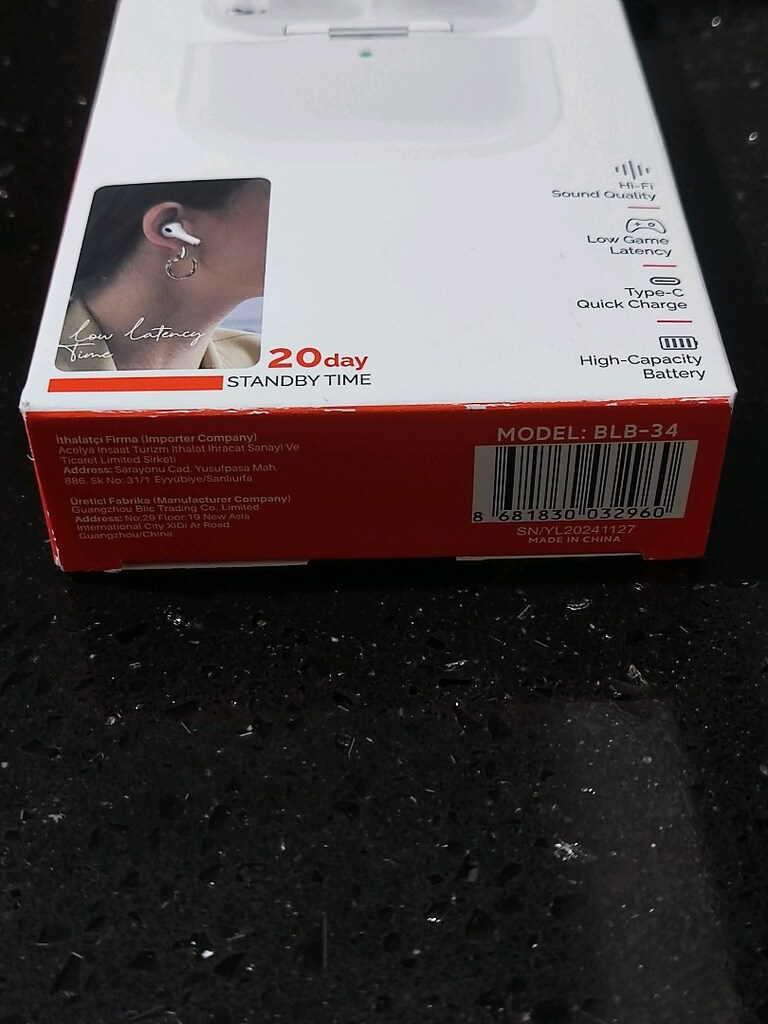 Hi-Fi
Sound Quality
Low Game
Latency
Type-C
Quick Charge
High-Capacity
Battery
low latency
Time
20day
STANDBY TIME
İthalatçı Firma (Importer Company)
Acelya Insaat Turizm Ithalat Ihracat Sanayi Ve
Ticaret Limited Sirketi
Address: Sarayonu Cad. Yusufpasa Mah.
886. Sk No: 31/1 Eyyübiye/Sanlıurfa
Üretici Fabrika (Manufacturer Company)
Guangzhou Blic Trading Co. Limited
Address: No:29 Floor:19 New Asia
International City XiDi Ar Road
Guangzhou/China
MODEL: BLB-34
8 681830 032960
SN/YL20241127
MADE IN CHINA